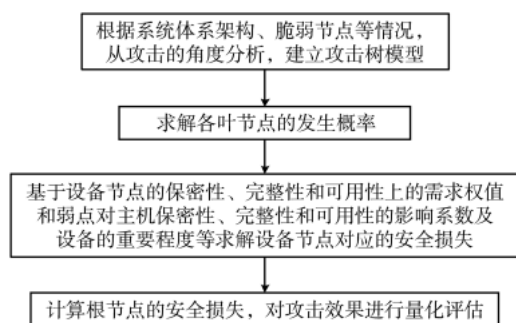 根据系统体系架构、脆弱节点等情况，
从攻击的角度分析，建立攻击树模型
求解各叶节点的发生概率
基于设备节点的保密性、完整性和可用性上的需求权值
和弱点对主机保密性、完整性和可用性的影响系数及
设备的重要程度等求解设备节点对应的安全损失
计算根节点的安全损失，对攻击效果进行量化评估